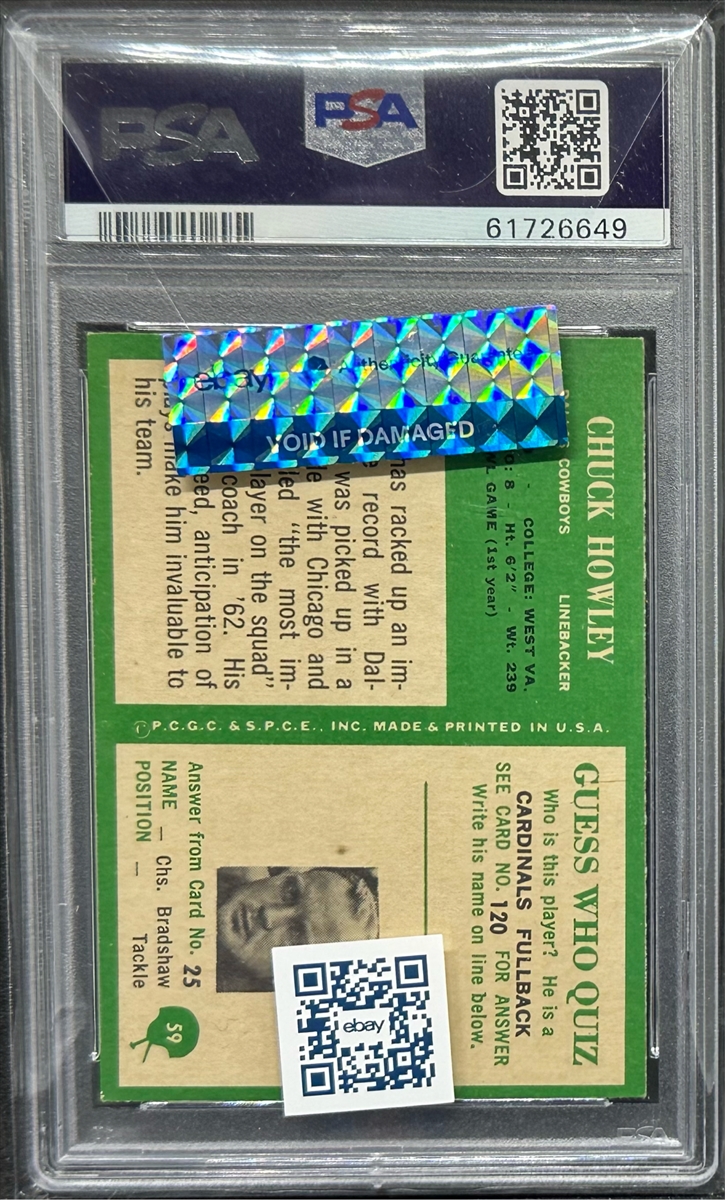 PSA
PSA
61726649
ebay Authenticity Guarantee
VOID IF DAMAGED
CHUCK HOWLEY
COWBOYS LINEBACKER
- COLLEGE: WEST VA.
: 8 - Ht. 6'2" - Wt. 239
GAME (1st year)
has racked up an im-
record with Dal-
was picked up in a
with Chicago and
"the most im-
layer on the squad"
coach in '62. His
eed, anticipation of
make him invaluable to
his team.
©P.C.G.C. & S.P.C.E., INC. MADE & PRINTED IN U.S.A.
GUESS WHO QUIZ
Who is this player? He is a
CARDINALS FULLBACK
SEE CARD NO. 120 FOR ANSWER
Write his name on line below.
Answer from Card No. 25
NAME — Chs. Bradshaw
POSITION — Tackle
59
ebay
PSA